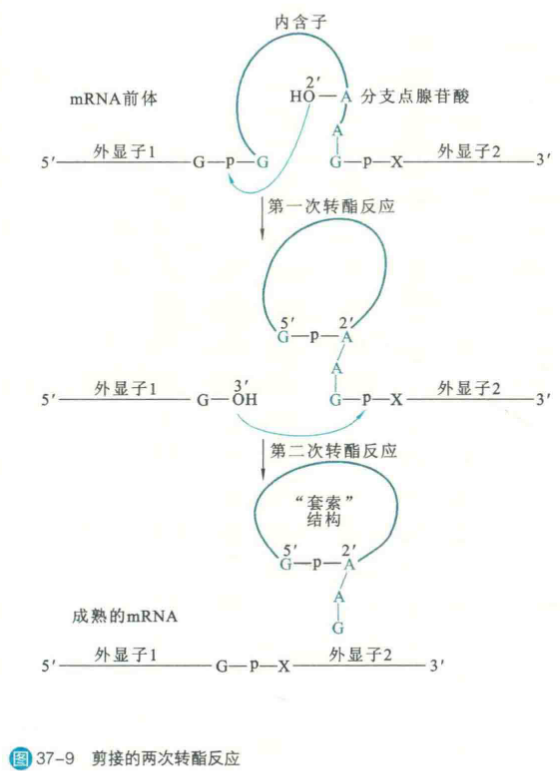 内含子
mRNA前体
2′
HO—A 分支点腺苷酸
A
5′ 外显子1 G—p—G G—p—X 外显子2 3′
第一次转酯反应
5′ 2′
G—p—A
A
3′
5′ 外显子1 G—OH G—p—X 外显子2 3′
第二次转酯反应
“套索”
结构
5′ 2′
G—p—A
A
成熟的mRNA
G
5′ 外显子1 G—p—X 外显子2 3′
图 37-9 剪接的两次转酯反应